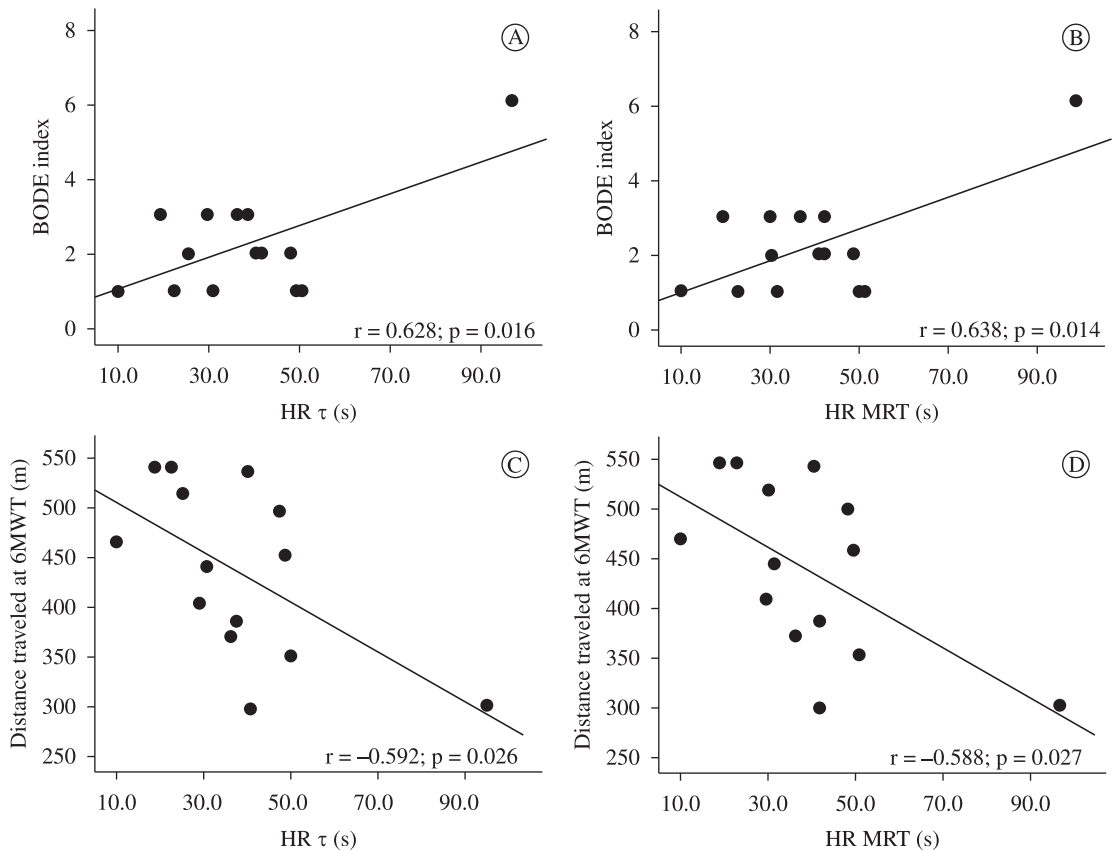 A
BODE index
8
6
4
2
0
r = 0.628; p = 0.016
10.0 30.0 50.0 70.0 90.0
HR τ (s)
B
BODE index
8
6
4
2
0
r = 0.638; p = 0.014
10.0 30.0 50.0 70.0 90.0
HR MRT (s)
C
Distance traveled at 6MWT (m)
550
500
450
400
350
300
250
r = –0.592; p = 0.026
10.0 30.0 50.0 70.0 90.0
HR τ (s)
D
Distance traveled at 6MWT (m)
550
500
450
400
350
300
250
r = –0.588; p = 0.027
10.0 30.0 50.0 70.0 90.0
HR MRT (s)